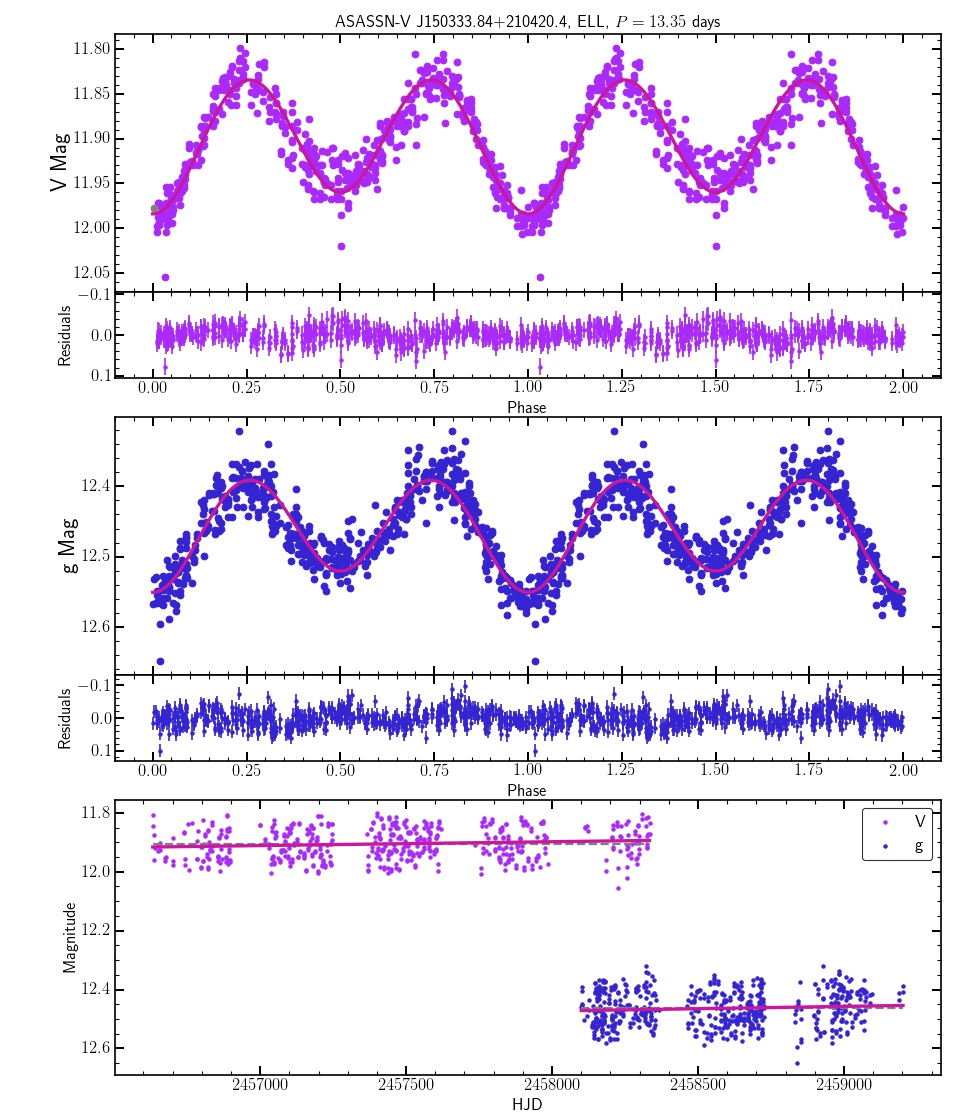 ASASSN-V J150333.84+210420.4, ELL, P = 13.35 days
11.80
11.85
11.90
11.95
12.00
12.05
V Mag
−0.1
0.0
0.1
Residuals
0.00 0.25 0.50 0.75 1.00 1.25 1.50 1.75 2.00
Phase
12.4
12.5
12.6
g Mag
−0.1
0.0
0.1
Residuals
0.00 0.25 0.50 0.75 1.00 1.25 1.50 1.75 2.00
Phase
11.8
12.0
12.2
12.4
12.6
Magnitude
V
g
2457000 2457500 2458000 2458500 2459000
HJD